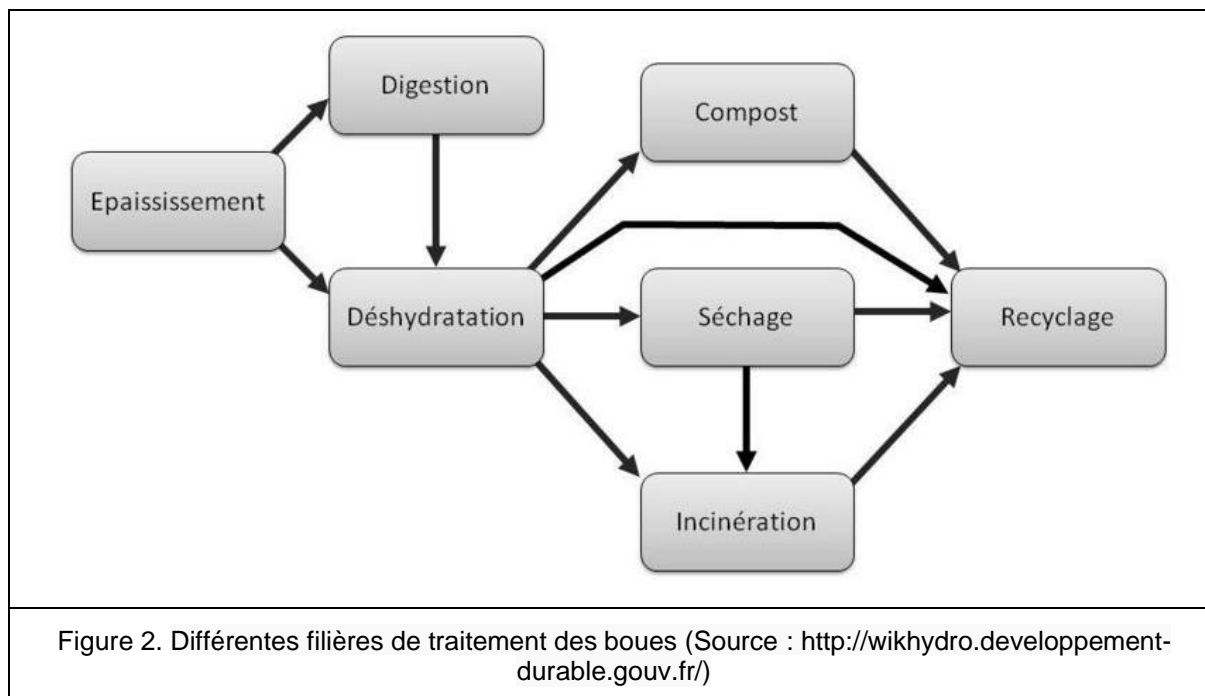 Digestion
Compost
Epaississement
Déshydratation
Séchage
Recyclage
Incinération
Figure 2. Différentes filières de traitement des boues (Source : http://wikhydro.developpement-
durable.gouv.fr/)